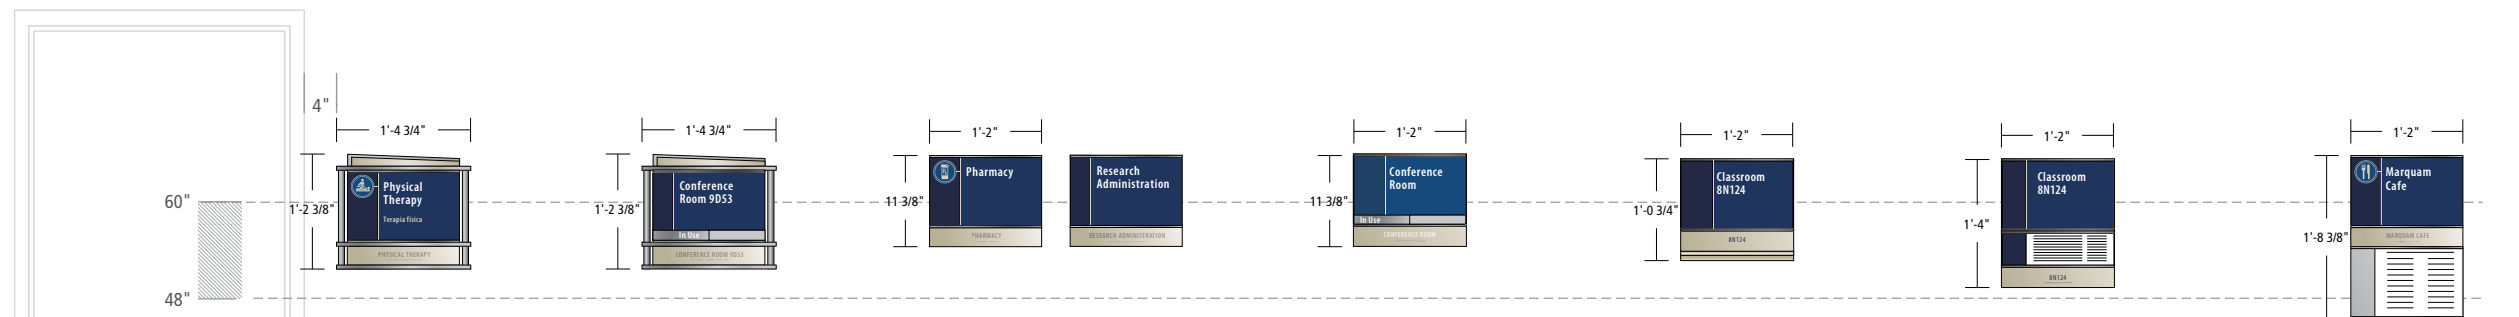 4"
60"
48"
1'-4 3/4"
1'-2 3/8"
Physical
Therapy
Terapia física
PHYSICAL THERAPY
1'-4 3/4"
1'-2 3/8"
Conference
Room 9D53
In Use
CONFERENCE ROOM 9D53
1'-2"
11 3/8"
Pharmacy
PHARMACY
Research
Administration
RESEARCH ADMINISTRATION
1'-2"
11 3/8"
Conference
Room
In Use
CONFERENCE ROOM
1'-2"
1'-0 3/4"
Classroom
8N124
8N124
1'-2"
1'-4"
Classroom
8N124
8N124
1'-2"
1'-8 3/8"
Marquam
Cafe
MARQUAM CAFE